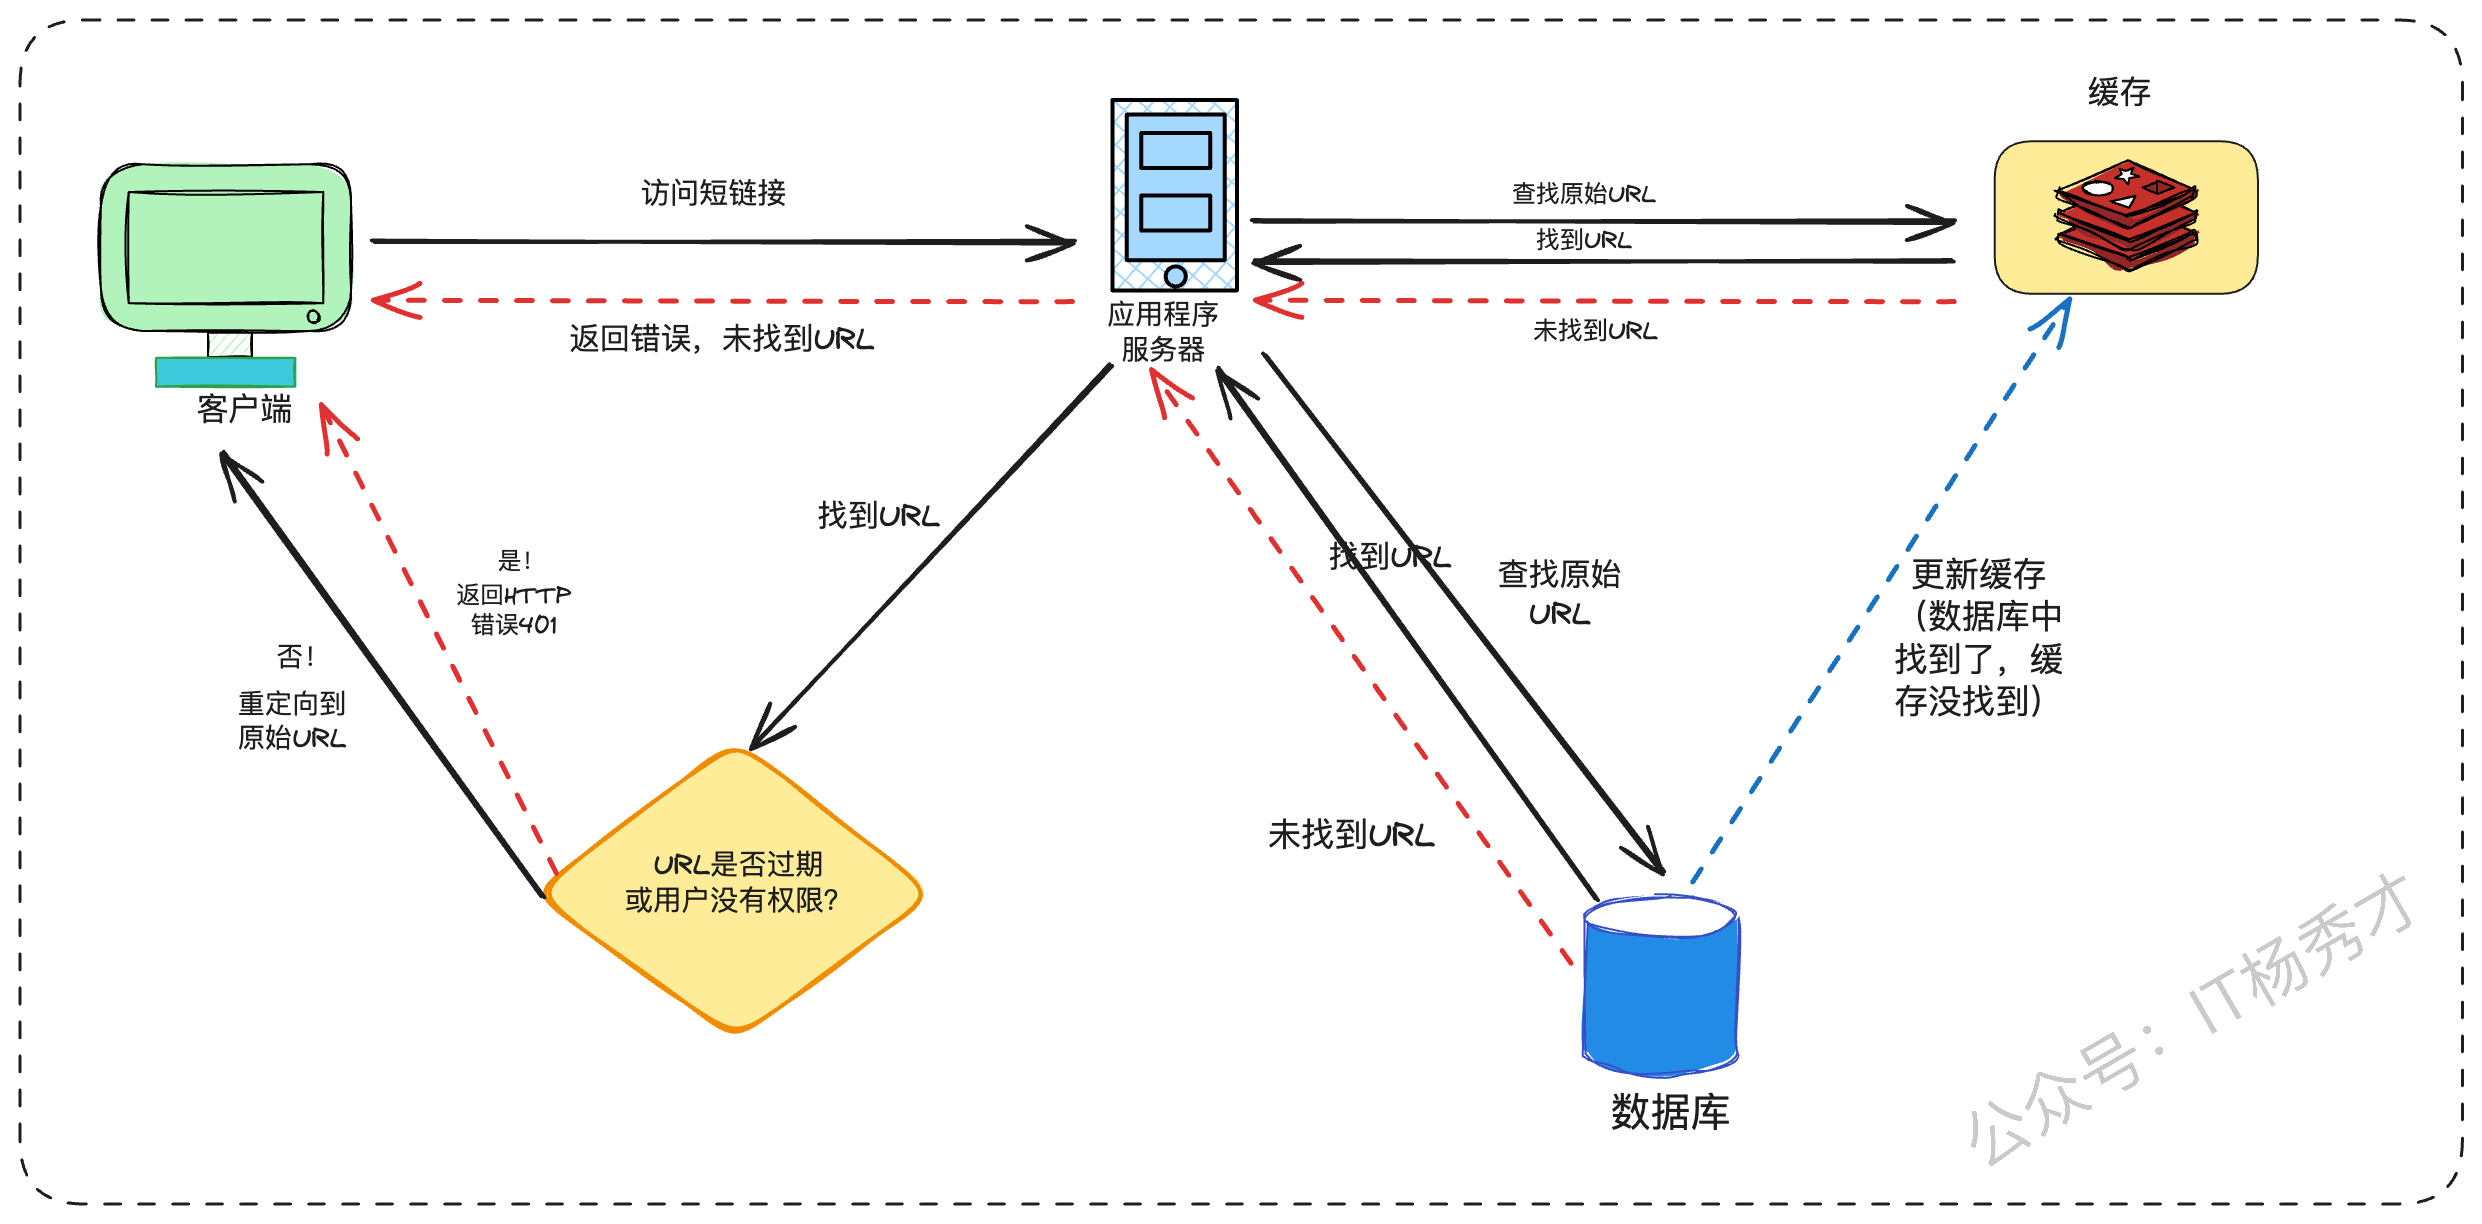 缓存
访问短链接
查找原始URL
找到URL
未找到URL
返回错误，未找到URL
应用程序
服务器
客户端
找到URL
是！
返回HTTP
错误401
否！
重定向到
原始URL
找到URL
查找原始
URL
更新缓存
（数据库中
找到了，缓
存没找到）
未找到URL
URL是否过期
或用户没有权限？
数据库
公众号：IT杨秀才